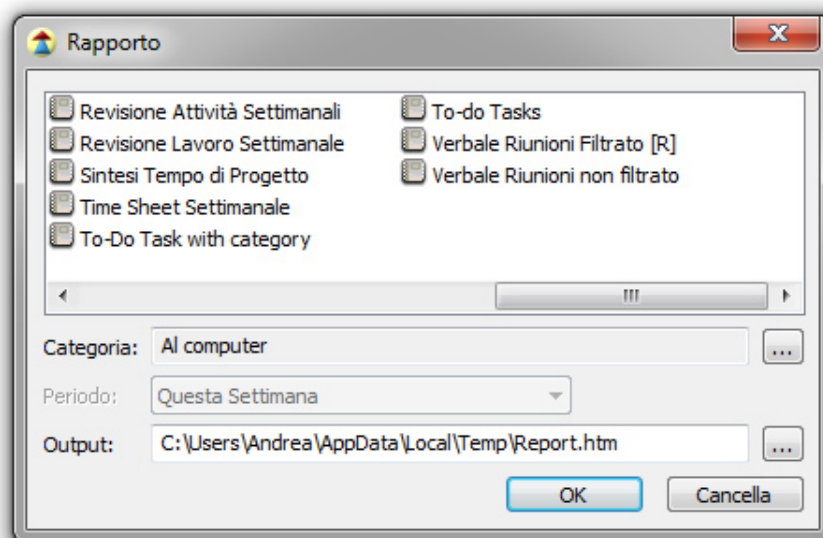 Rapporto
Revisione Attività Settimanali
Revisione Lavoro Settimanale
Sintesi Tempo di Progetto
Time Sheet Settimanale
To-Do Task with category
To-do Tasks
Verbale Riunioni Filtrato [R]
Verbale Riunioni non filtrato
Categoria: Al computer ...
Periodo: Questa Settimana
Output: C:\Users\Andrea\AppData\Local\Temp\Report.htm ...
OK Cancella